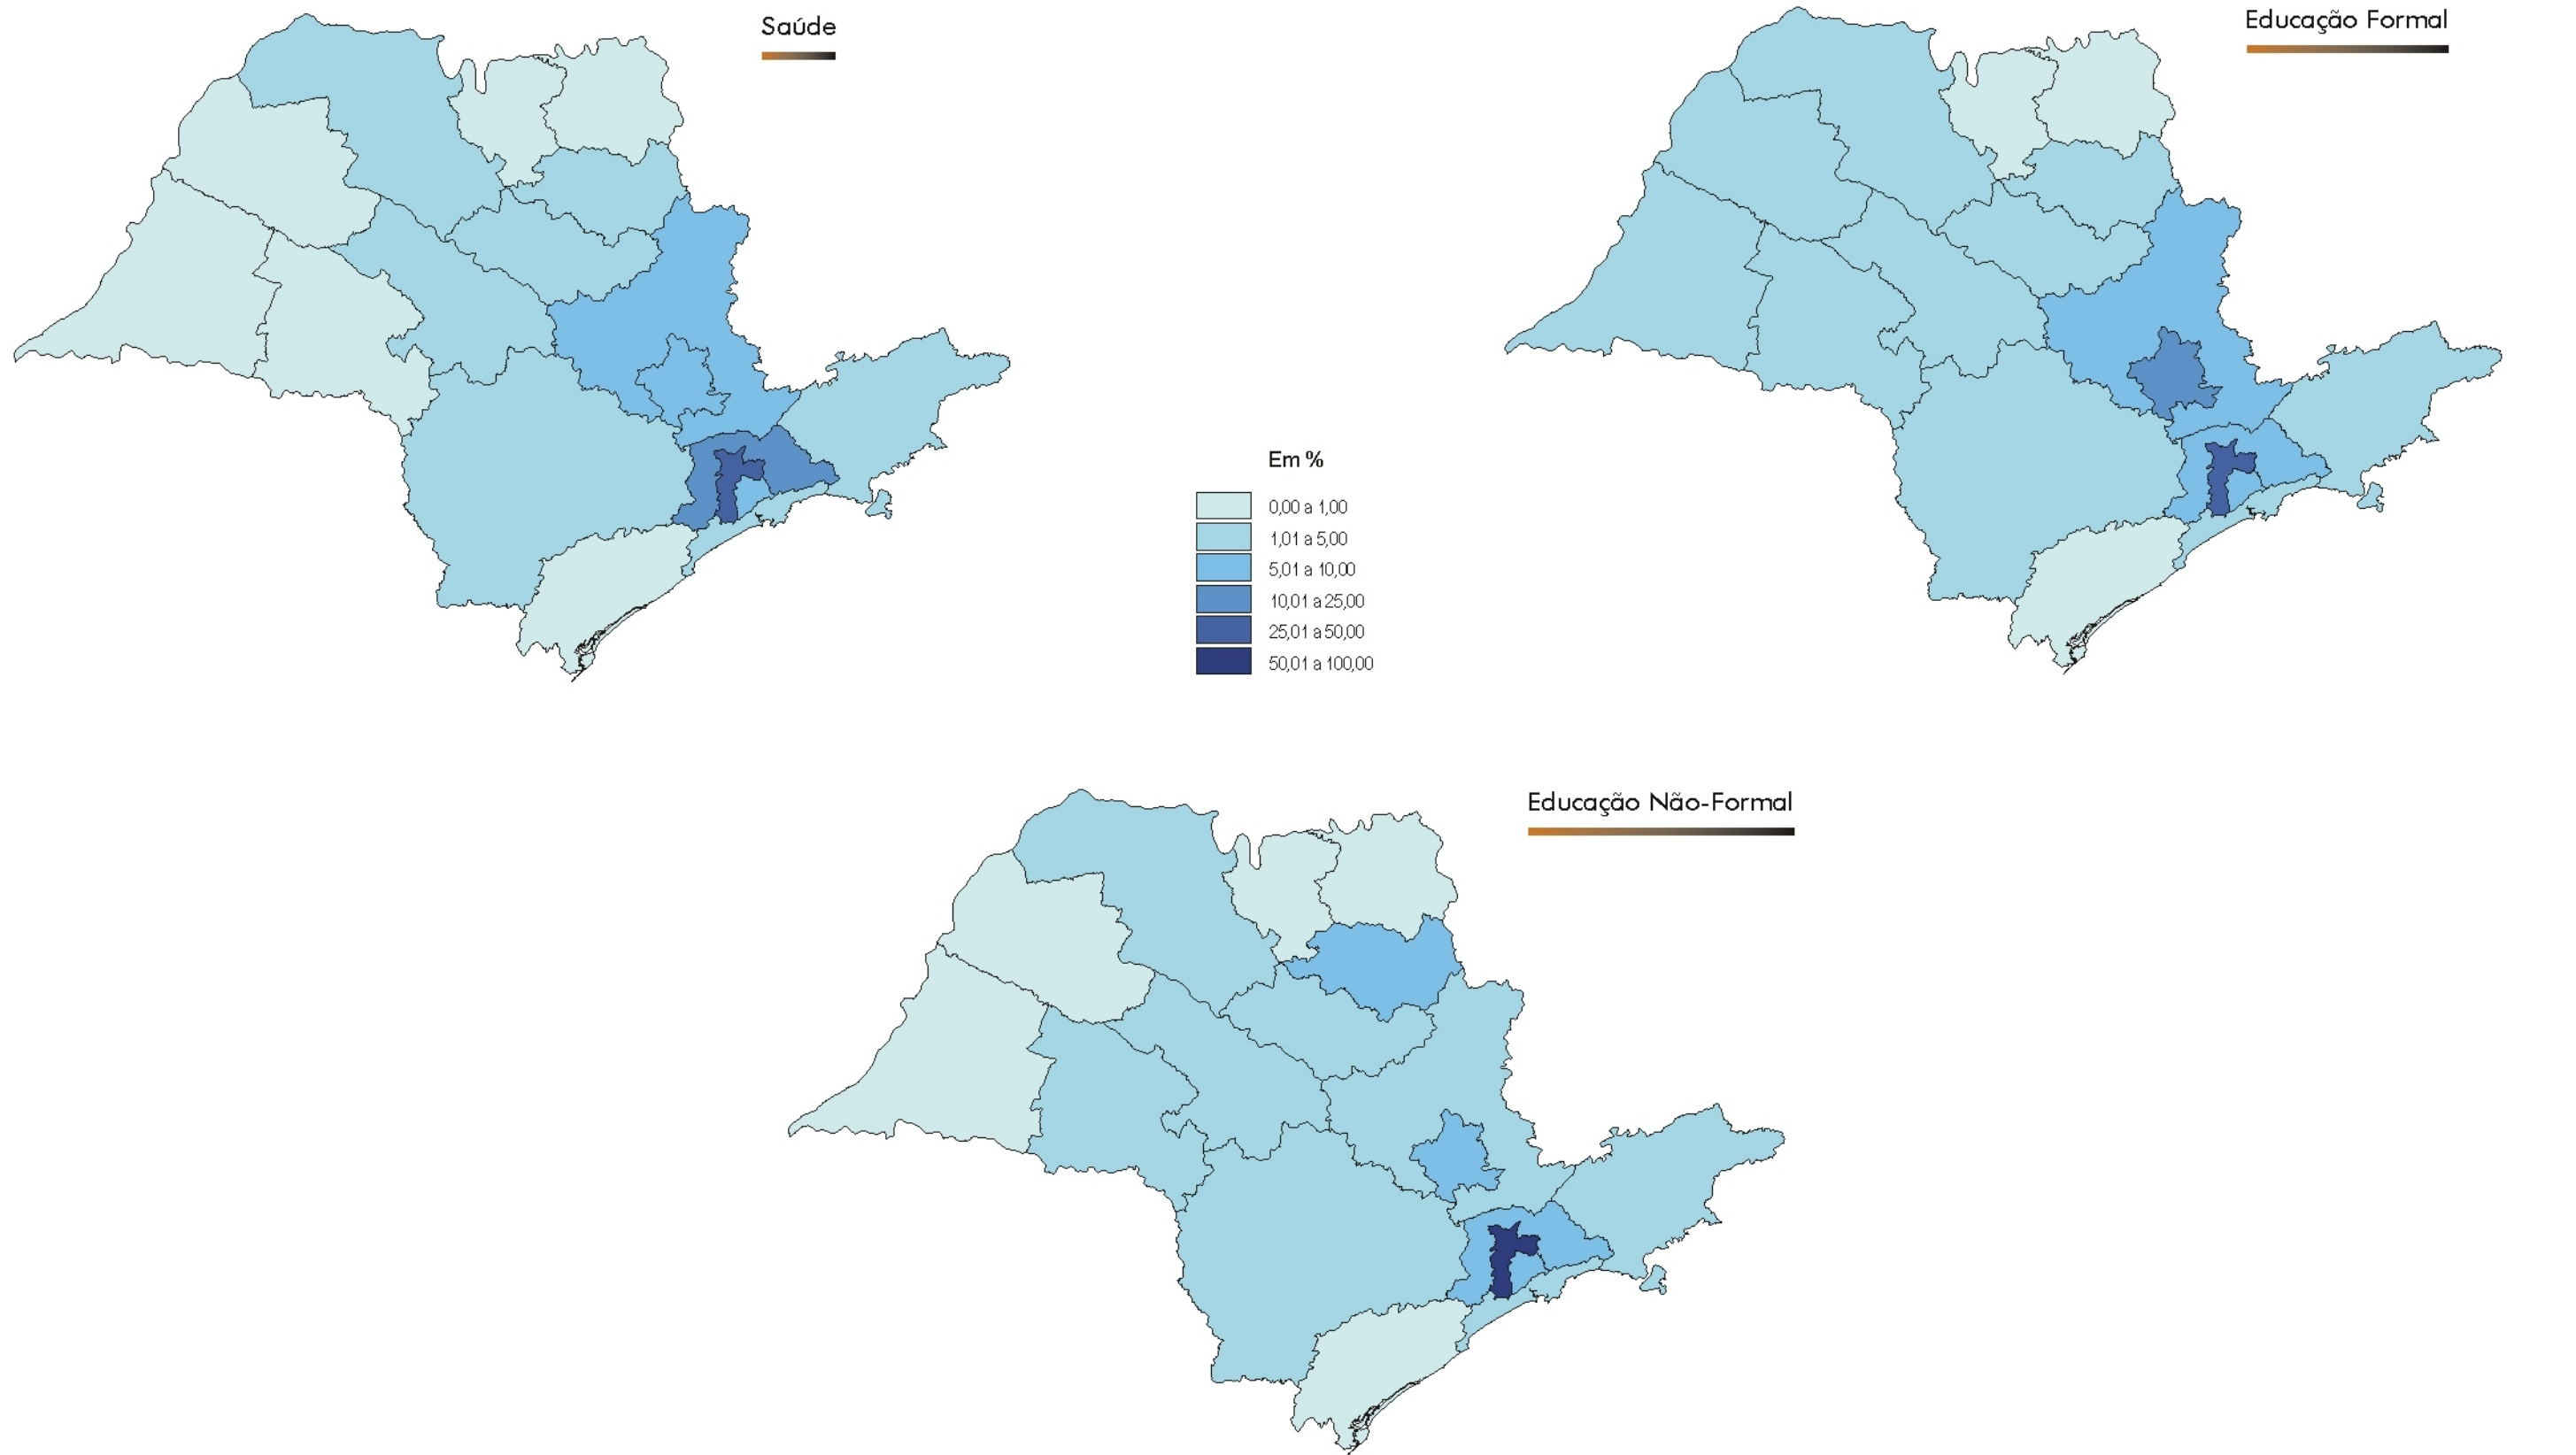 Saúde
Educação Formal
Em %
0,00 a 1,00
1,01 a 5,00
5,01 a 10,00
10,01 a 25,00
25,01 a 50,00
50,01 a 100,00
Educação Não-Formal